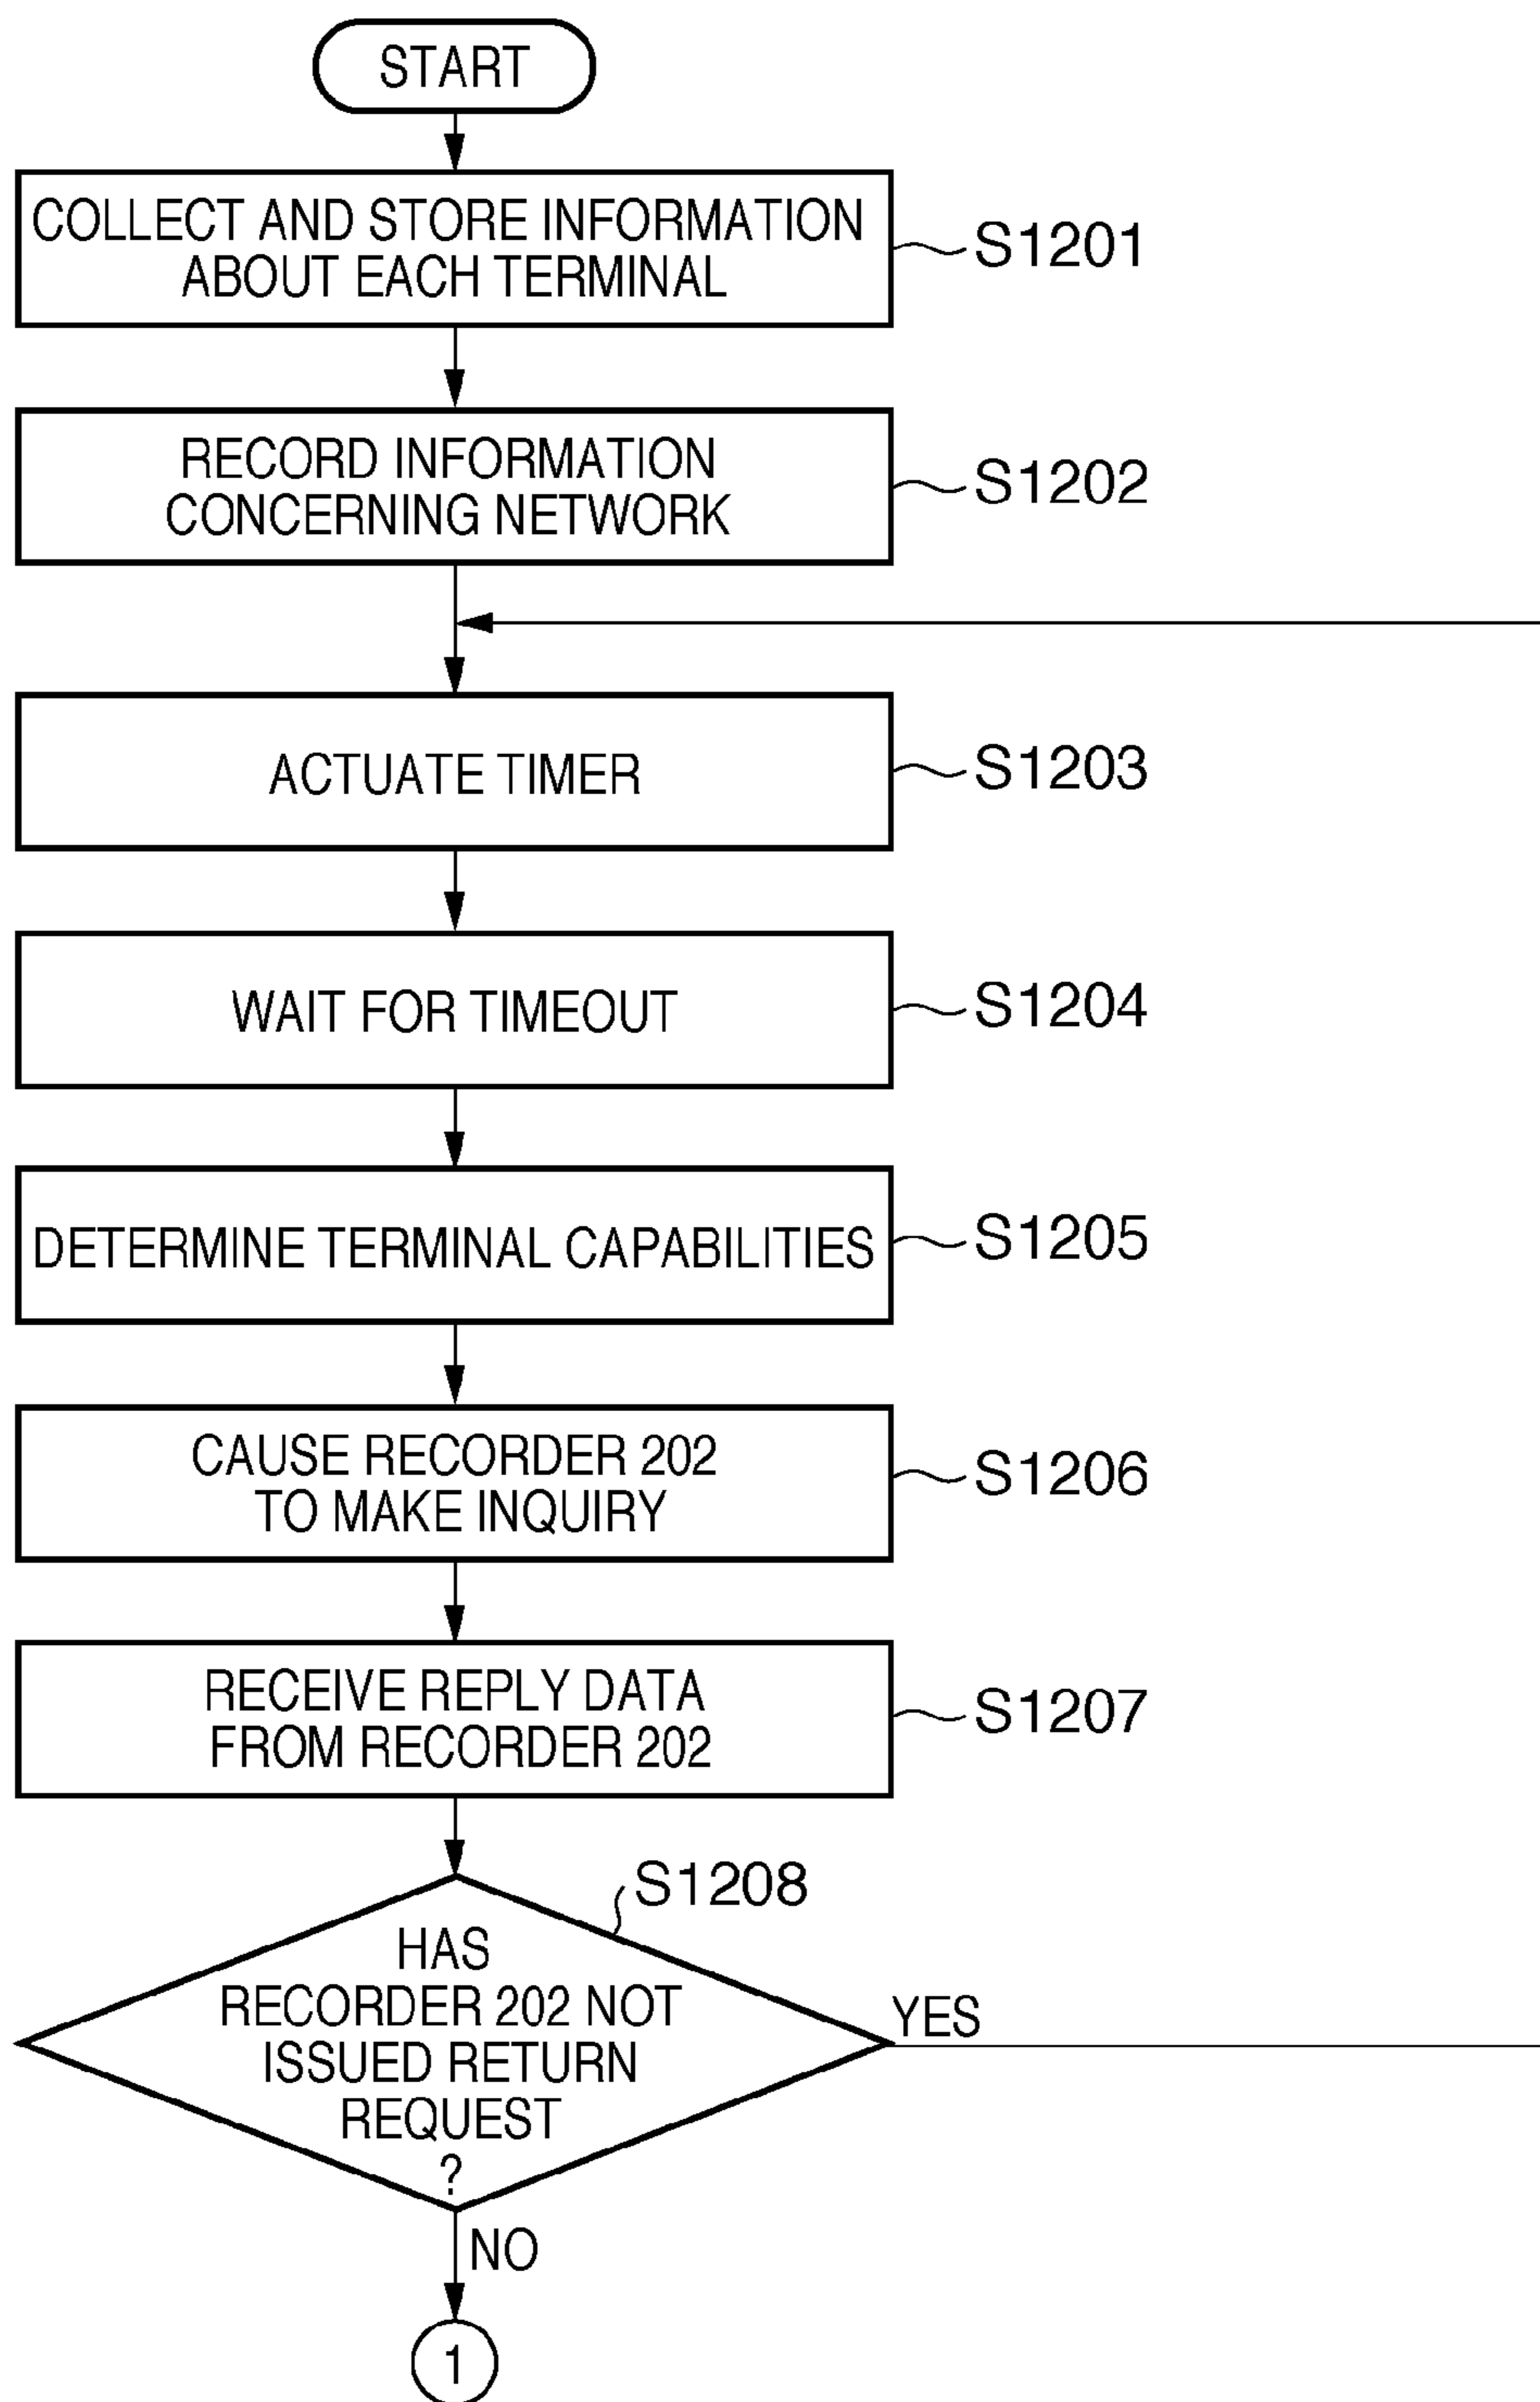 START
COLLECT AND STORE INFORMATION
ABOUT EACH TERMINAL
S1201
RECORD INFORMATION
CONCERNING NETWORK
S1202
ACTUATE TIMER
S1203
WAIT FOR TIMEOUT
S1204
DETERMINE TERMINAL CAPABILITIES
S1205
CAUSE RECORDER 202
TO MAKE INQUIRY
S1206
RECEIVE REPLY DATA
FROM RECORDER 202
S1207
S1208
HAS
RECORDER 202 NOT
ISSUED RETURN
REQUEST
?
YES
NO
1